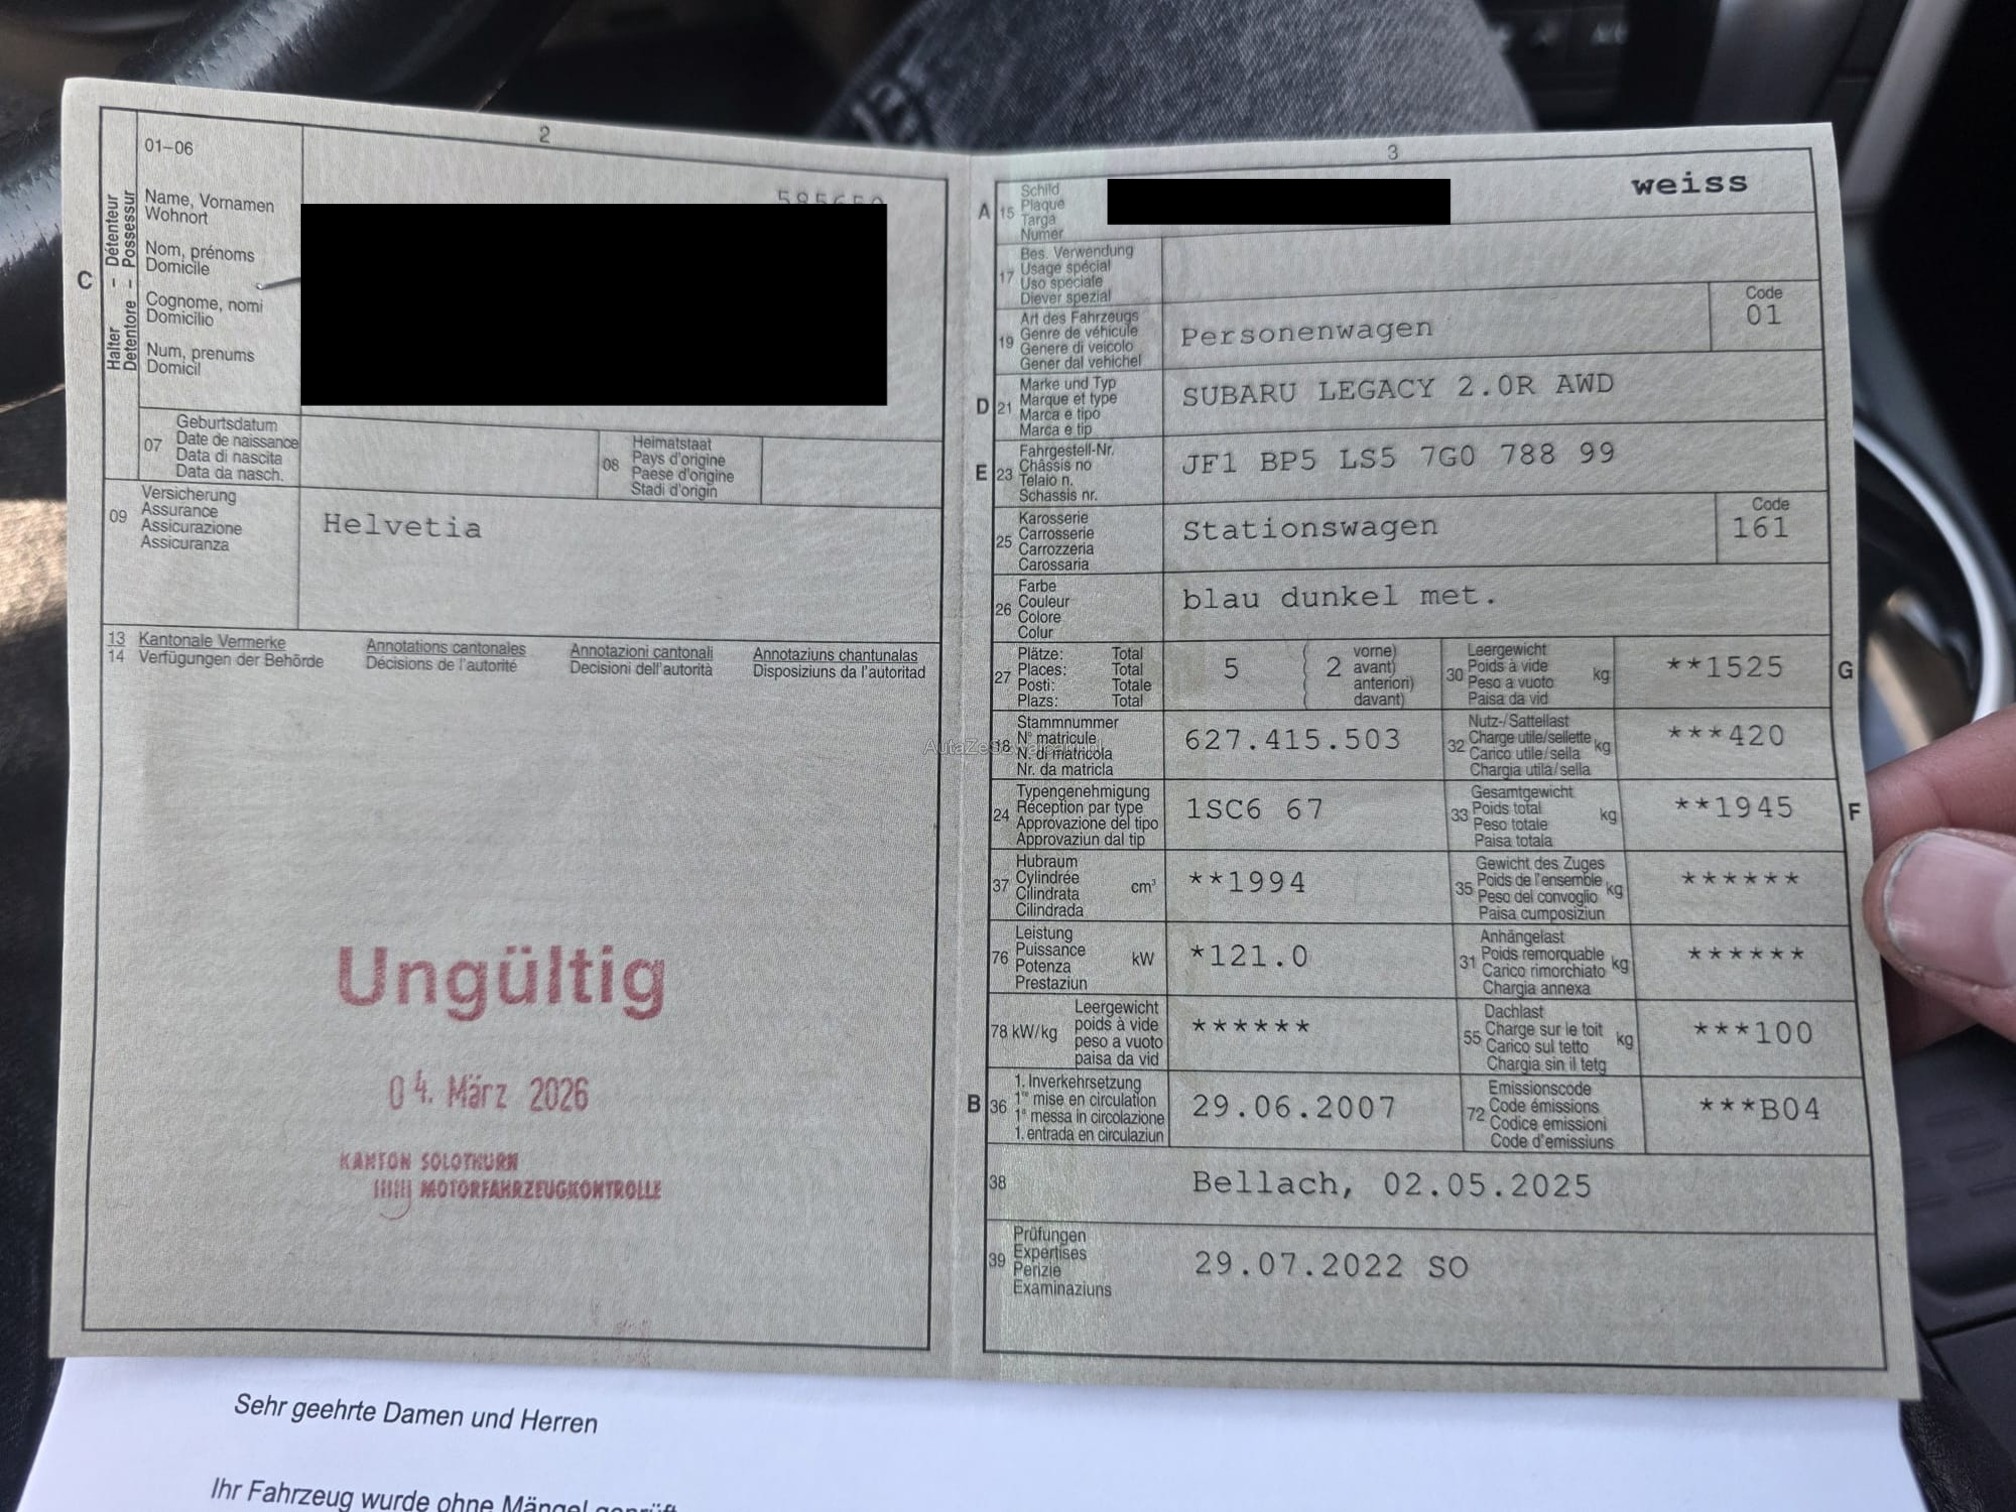 2
01–06
Halter – Détenteur
Detentore – Possessur
C
Name, Vornamen
Wohnort
Nom, prénoms
Domicile
Cognome, nomi
Domicilio
Num, prenums
Domicil
07
Geburtsdatum
Date de naissance
Data di nascita
Data da nasch.
08
Heimatstaat
Pays d'origine
Paese d'origine
Stadi d'origin
09
Versicherung
Assurance
Assicurazione
Assicuranza
Helvetia
13
14
Kantonale Vermerke
Verfügungen der Behörde
Annotations cantonales
Décisions de l'autorité
Annotazioni cantonali
Decisioni dell'autorità
Annotaziuns chantunalas
Disposiziuns da l'autoritad
Ungültig
04. März 2026
KANTON SOLOTHURN
MOTORFAHRZEUGKONTROLLE
3
A 15
Schild
Plaque
Targa
Numer
weiss
17
Bes. Verwendung
Usage spécial
Uso speciale
Diever spezial
19
Art des Fahrzeugs
Genre de véhicule
Genere di veicolo
Gener dal vehichel
Personenwagen
Code
01
D 21
Marke und Typ
Marque et type
Marca e tipo
Marca e tip
SUBARU LEGACY 2.0R AWD
E 23
Fahrgestell-Nr.
Châssis no
Telaio n.
Schassis nr.
JF1 BP5 LS5 7G0 788 99
25
Karosserie
Carrosserie
Carrozzeria
Carossaria
Stationswagen
Code
161
26
Farbe
Couleur
Colore
Colur
blau dunkel met.
27
Plätze: Total
Places: Total
Posti: Totale
Plazs: Total
5
2
vorne)
avant)
anteriori)
davant)
30
Leergewicht
Poids à vide
Peso a vuoto
Paisa da vid
kg
**1525
G
18
Stammnummer
N° matricule
N. di matricola
Nr. da matricla
627.415.503
32
Nutz-/Sattellast
Charge utile/sellette
Carico utile/sella
Chargia utila/sella
kg
***420
24
Typengenehmigung
Réception par type
Approvazione del tipo
Approvaziun dal tip
1SC6 67
33
Gesamtgewicht
Poids total
Peso totale
Paisa totala
kg
**1945
F
37
Hubraum
Cylindrée
Cilindrata
Cilindrada
cm³
**1994
35
Gewicht des Zuges
Poids de l'ensemble
Peso del convoglio
Paisa cumposiziun
kg
******
76
Leistung
Puissance
Potenza
Prestaziun
kW
*121.0
31
Anhängelast
Poids remorquable
Carico rimorchiato
Chargia annexa
kg
******
78 kW/kg
Leergewicht
poids à vide
peso a vuoto
paisa da vid
******
55
Dachlast
Charge sur le toit
Carico sul tetto
Chargia sin il tetg
kg
***100
B 36
1. Inverkehrsetzung
1re mise en circulation
1a messa in circolazione
1. entrada en circulaziun
29.06.2007
72
Emissionscode
Code émissions
Codice emissioni
Code d'emissiuns
***B04
38
Bellach, 02.05.2025
39
Prüfungen
Expertises
Perizie
Examinaziuns
29.07.2022 SO
Sehr geehrte Damen und Herren
Ihr Fahrzeug wurde ohne Mängel geprüft